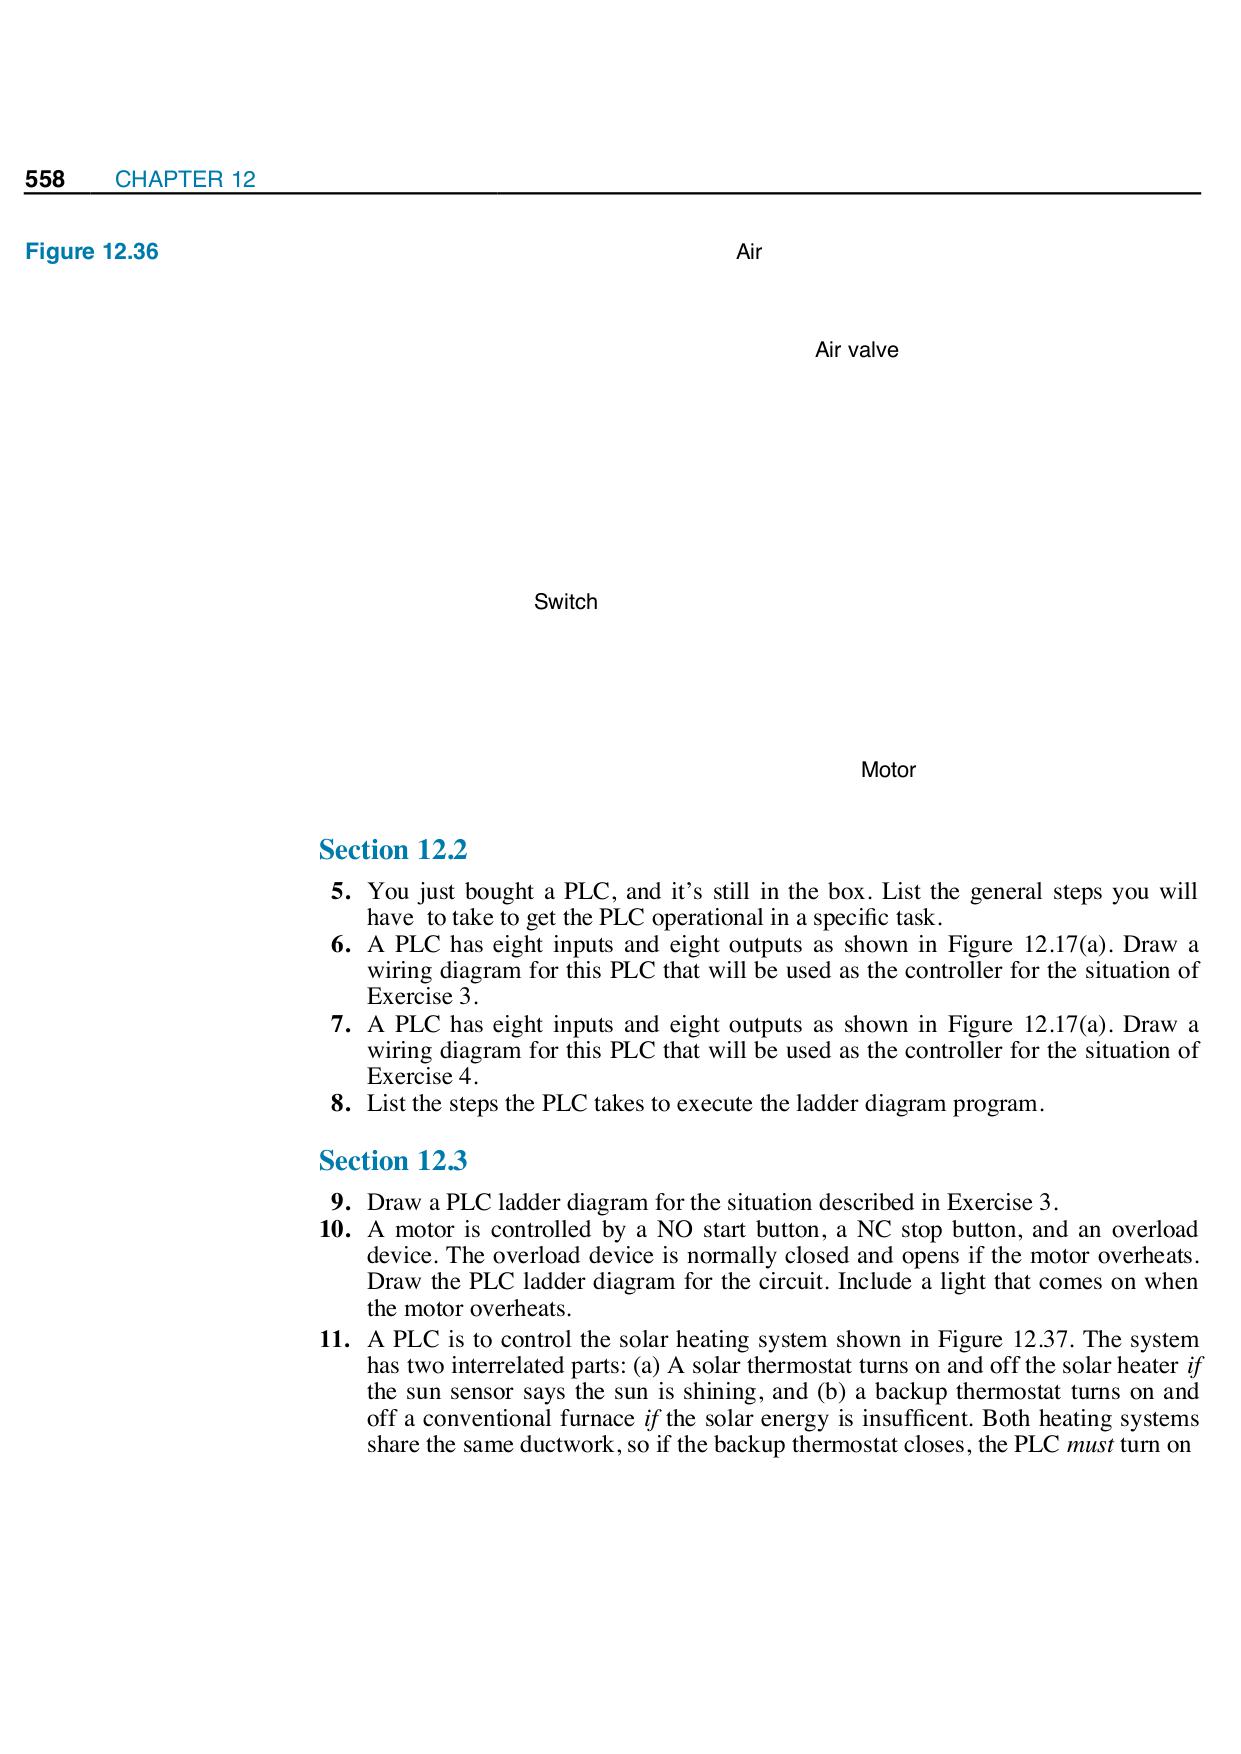 558 CHAPTER 12
Figure 12.36
Air
Air valve
Switch
Motor
Section 12.2
5. You just bought a PLC, and it’s still in the box. List the general steps you will
have to take to get the PLC operational in a specific task.
6. A PLC has eight inputs and eight outputs as shown in Figure 12.17(a). Draw a
wiring diagram for this PLC that will be used as the controller for the situation of
Exercise 3.
7. A PLC has eight inputs and eight outputs as shown in Figure 12.17(a). Draw a
wiring diagram for this PLC that will be used as the controller for the situation of
Exercise 4.
8. List the steps the PLC takes to execute the ladder diagram program.
Section 12.3
9. Draw a PLC ladder diagram for the situation described in Exercise 3.
10. A motor is controlled by a NO start button, a NC stop button, and an overload
device. The overload device is normally closed and opens if the motor overheats.
Draw the PLC ladder diagram for the circuit. Include a light that comes on when
the motor overheats.
11. A PLC is to control the solar heating system shown in Figure 12.37. The system
has two interrelated parts: (a) A solar thermostat turns on and off the solar heater if
the sun sensor says the sun is shining, and (b) a backup thermostat turns on and
off a conventional furnace if the solar energy is insufficent. Both heating systems
share the same ductwork, so if the backup thermostat closes, the PLC must turn on